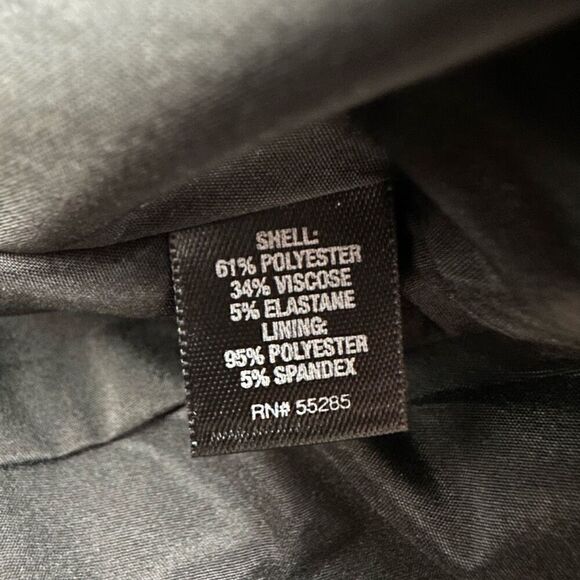 SHELL:
61% POLYESTER
34% VISCOSE
5% ELASTANE
LINING:
95% POLYESTER
5% SPANDEX
RN# 55285